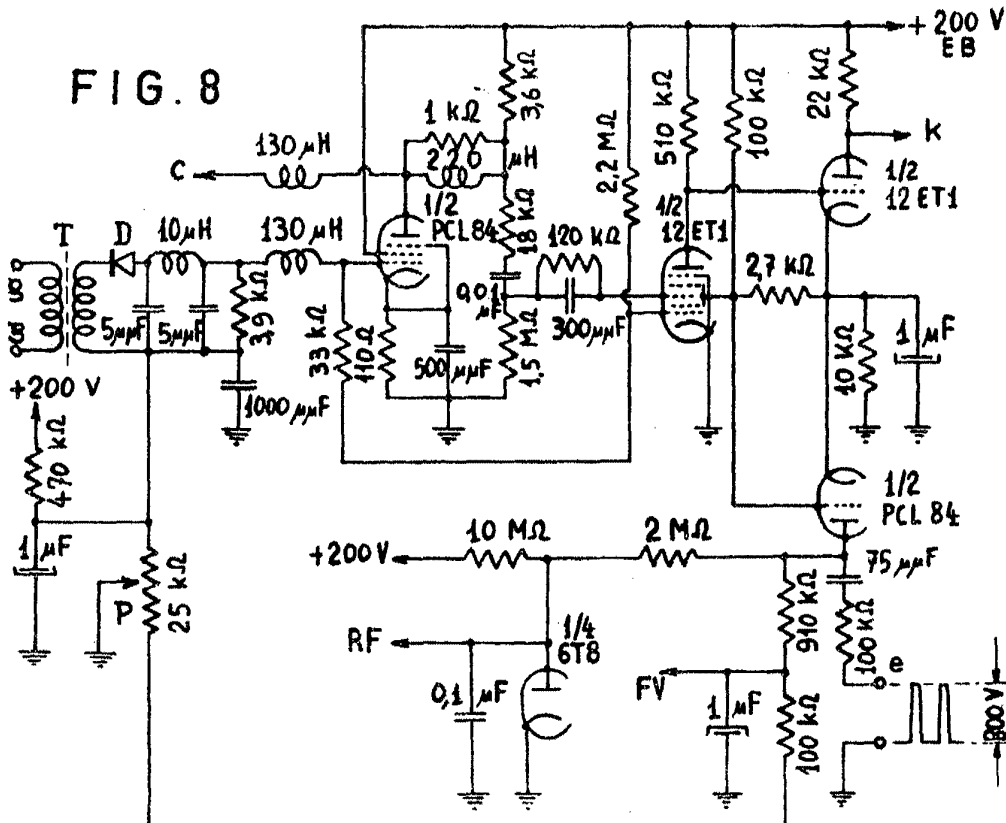 FIG. 8
+ 200 V
EB
3,6 kΩ
22 kΩ
1 kΩ
2,2 MΩ
510 kΩ
100 kΩ
k
130 μH
C
220 μH
1/2
PCL84
18 kΩ
1/2
12 ET1
1/2
12 ET1
T
D
10 μH
130 μH
120 kΩ
2,7 kΩ
0,01
μF
300 μμF
5 μμF
5 μμF
3,9 kΩ
33 kΩ
110 Ω
500
μμF
1,5 MΩ
10 kΩ
1 μF
+200 V
1000 μμF
470 kΩ
1/2
PCL 84
1 μF
P
25 kΩ
+200 V
10 MΩ
2 MΩ
75 μμF
RF
1/4
6T8
910 kΩ
100 kΩ
0,1 μF
FV
1 μF
100 kΩ
e